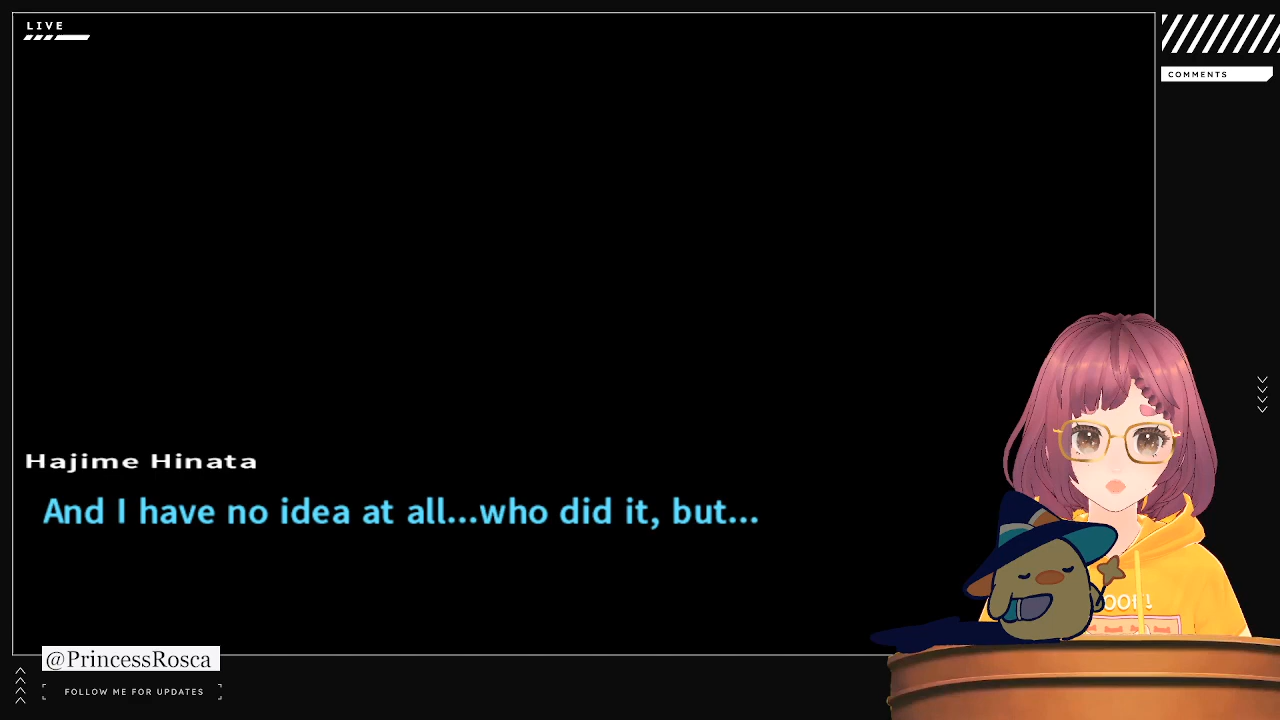 LIVE
COMMENTS
Hajime Hinata
And I have no idea at all...who did it, but...
@PrincessRosca
FOLLOW ME FOR UPDATES